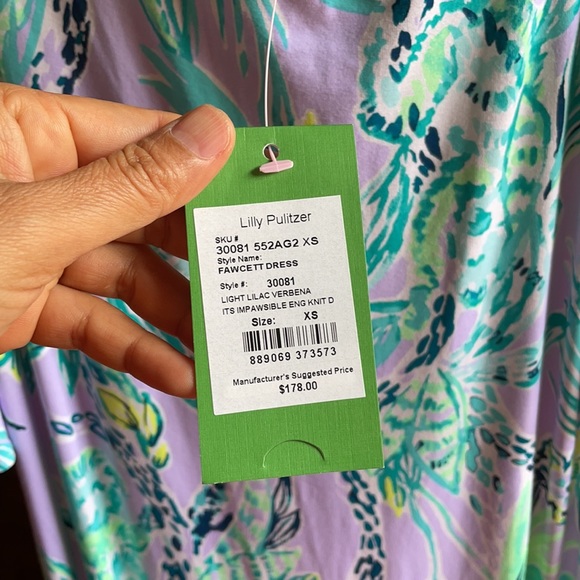 Lilly Pulitzer
SKU #
30081 552AG2 XS
Style Name:
FAWCETT DRESS
Style #: 30081
LIGHT LILAC VERBENA
ITS IMPAWSIBLE ENG KNIT D
Size: XS
889069 373573
Manufacturer's Suggested Price
$178.00